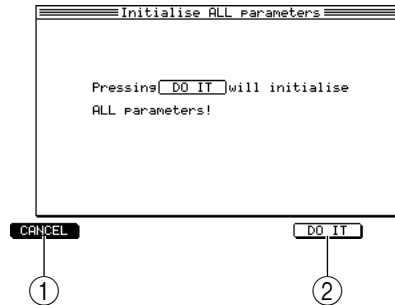 Initialise ALL parameters
Pressing DO IT will initialise
ALL parameters!
CANCEL DO IT
1 2